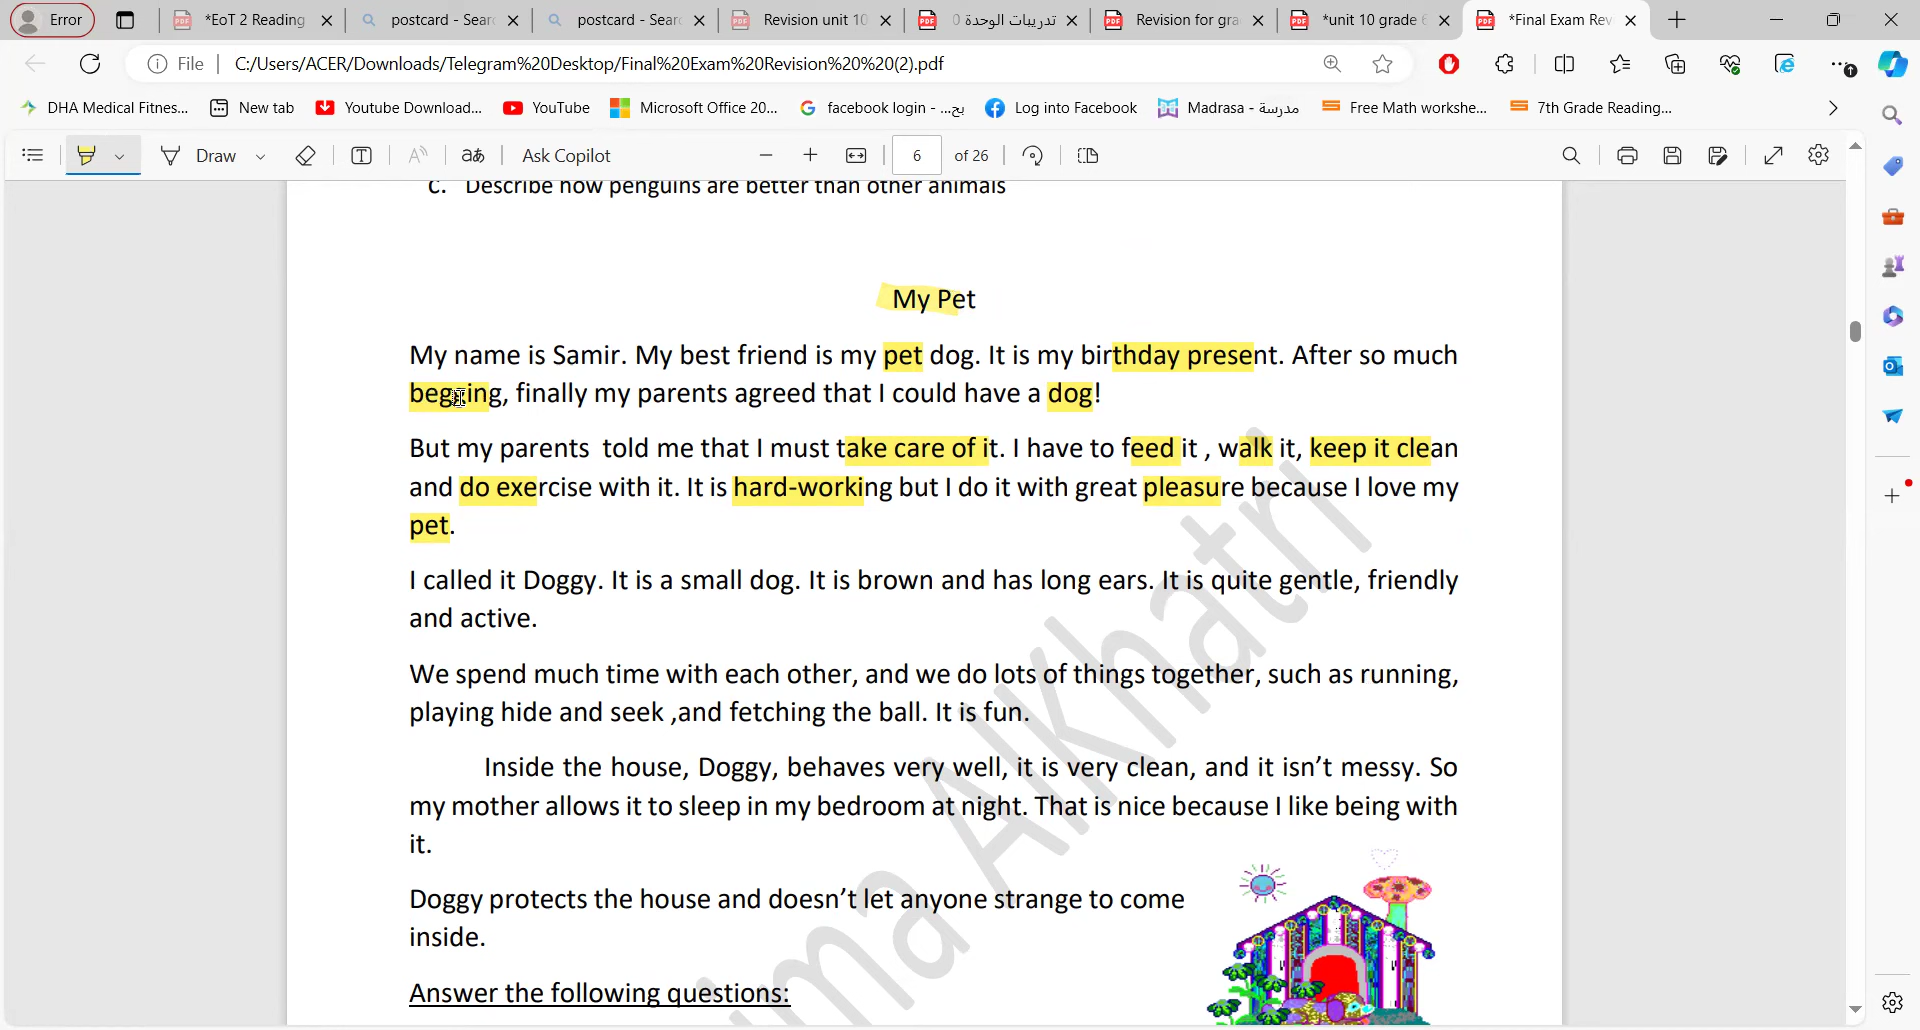 Error
*EoT 2 Reading
postcard - Sear
postcard - Sear
Revision unit 10
تدريبات الوحدة 0
Revision for gra
*unit 10 grade 6
*Final Exam Rev
File
C:/Users/ACER/Downloads/Telegram%20Desktop/Final%20Exam%20Revision%20%20(2).pdf
DHA Medical Fitnes...
New tab
Youtube Download...
YouTube
Microsoft Office 20...
facebook login - ...بح
Log into Facebook
Madrasa - مدرسة
Free Math workshe...
7th Grade Reading...
Draw
Ask Copilot
6 of 26
c. Describe how penguins are better than other animals
My Pet
My name is Samir. My best friend is my pet dog. It is my birthday present. After so much
begging, finally my parents agreed that I could have a dog!
But my parents told me that I must take care of it. I have to feed it , walk it, keep it clean
and do exercise with it. It is hard-working but I do it with great pleasure because I love my
pet.
I called it Doggy. It is a small dog. It is brown and has long ears. It is quite gentle, friendly
and active.
We spend much time with each other, and we do lots of things together, such as running,
playing hide and seek ,and fetching the ball. It is fun.
Inside the house, Doggy, behaves very well, it is very clean, and it isn’t messy. So
my mother allows it to sleep in my bedroom at night. That is nice because I like being with
it.
Doggy protects the house and doesn’t let anyone strange to come
inside.
Answer the following questions:
ima AlKhatri